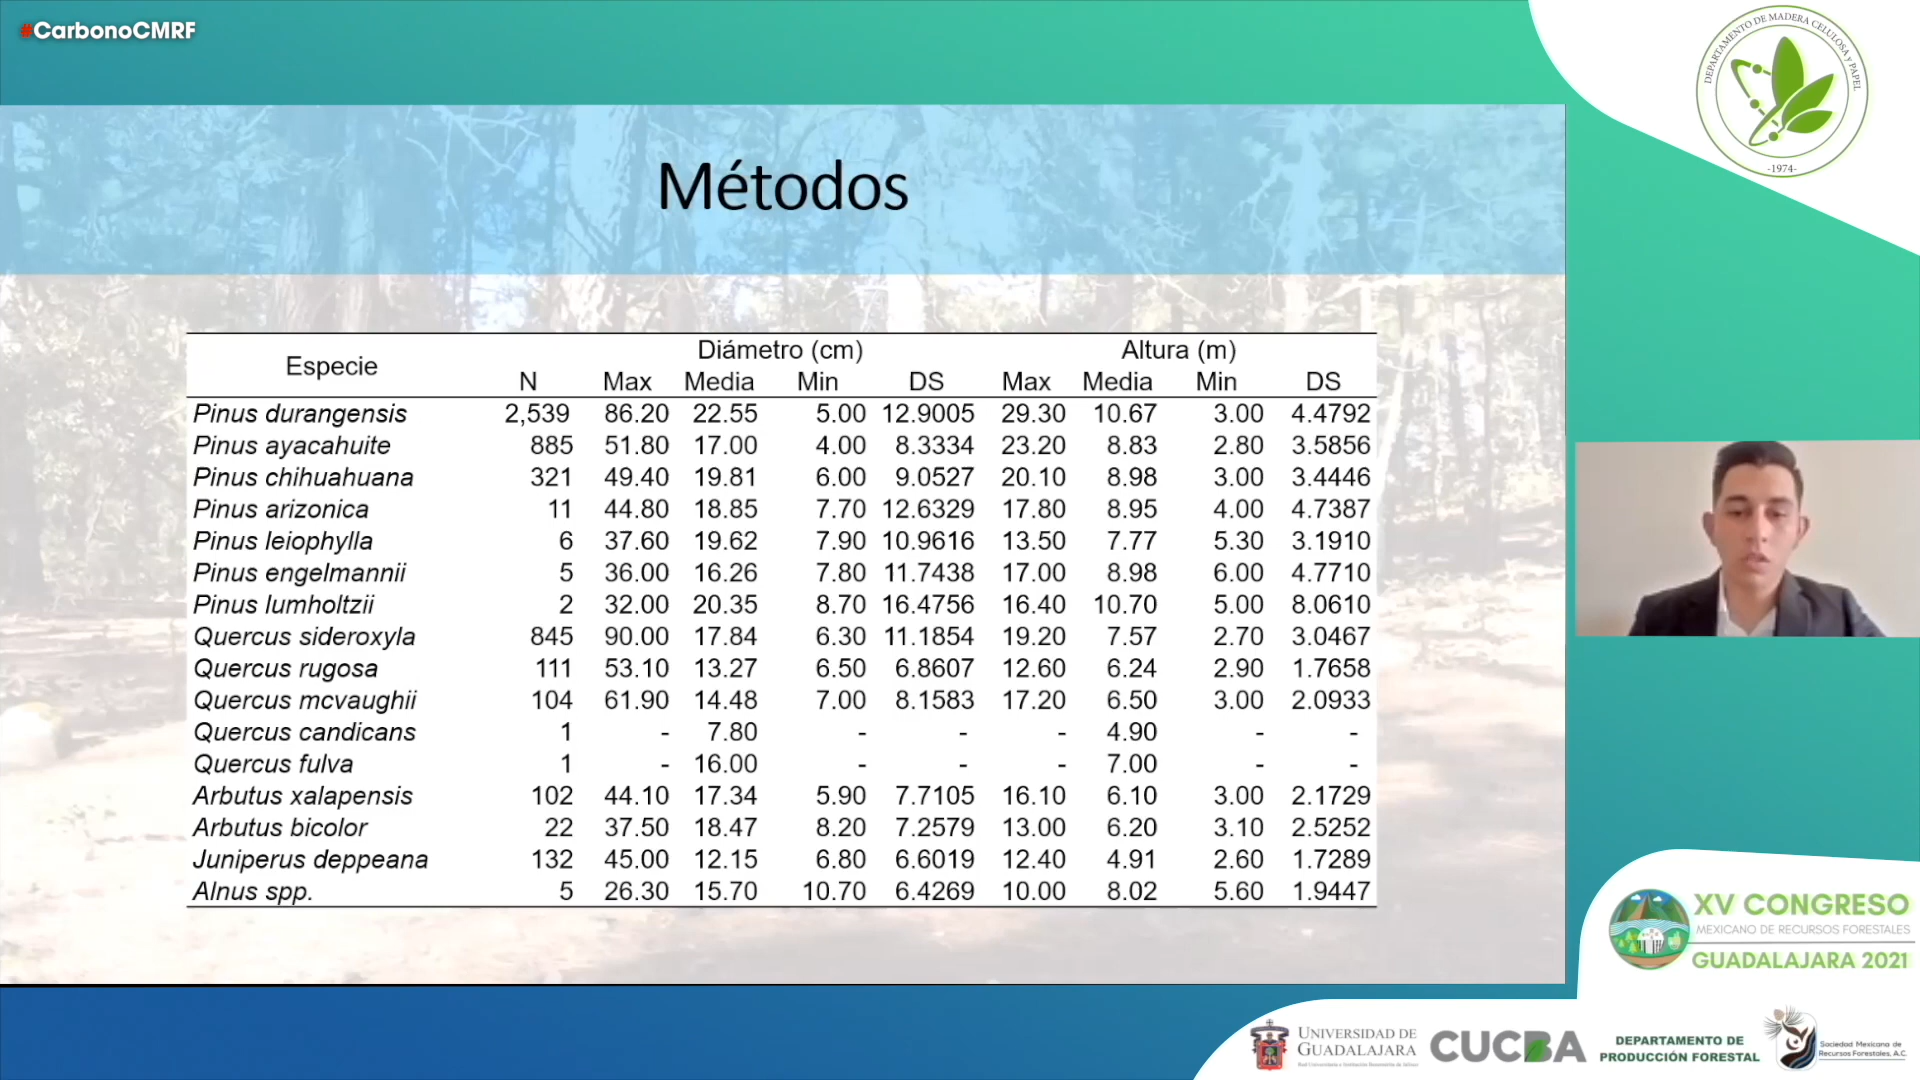 #CarbonoCMRF
DEPARTAMENTO DE MADERA CELULOSA Y PAPEL
-1974-
Métodos
Especie N Diámetro (cm) Altura (m)
Max Media Min DS Max Media Min DS
Pinus durangensis 2,539 86.20 22.55 5.00 12.9005 29.30 10.67 3.00 4.4792
Pinus ayacahuite 885 51.80 17.00 4.00 8.3334 23.20 8.83 2.80 3.5856
Pinus chihuahuana 321 49.40 19.81 6.00 9.0527 20.10 8.98 3.00 3.4446
Pinus arizonica 11 44.80 18.85 7.70 12.6329 17.80 8.95 4.00 4.7387
Pinus leiophylla 6 37.60 19.62 7.90 10.9616 13.50 7.77 5.30 3.1910
Pinus engelmannii 5 36.00 16.26 7.80 11.7438 17.00 8.98 6.00 4.7710
Pinus lumholtzii 2 32.00 20.35 8.70 16.4756 16.40 10.70 5.00 8.0610
Quercus sideroxyla 845 90.00 17.84 6.30 11.1854 19.20 7.57 2.70 3.0467
Quercus rugosa 111 53.10 13.27 6.50 6.8607 12.60 6.24 2.90 1.7658
Quercus mcvaughii 104 61.90 14.48 7.00 8.1583 17.20 6.50 3.00 2.0933
Quercus candicans 1 - 7.80 - - - 4.90 - -
Quercus fulva 1 - 16.00 - - - 7.00 - -
Arbutus xalapensis 102 44.10 17.34 5.90 7.7105 16.10 6.10 3.00 2.1729
Arbutus bicolor 22 37.50 18.47 8.20 7.2579 13.00 6.20 3.10 2.5252
Juniperus deppeana 132 45.00 12.15 6.80 6.6019 12.40 4.91 2.60 1.7289
Alnus spp. 5 26.30 15.70 10.70 6.4269 10.00 8.02 5.60 1.9447
XV CONGRESO
MEXICANO DE RECURSOS FORESTALES
GUADALAJARA 2021
UNIVERSIDAD DE
GUADALAJARA
CUCBA
DEPARTAMENTO DE
PRODUCCIÓN FORESTAL
Sociedad Mexicana de
Recursos Forestales, A.C.